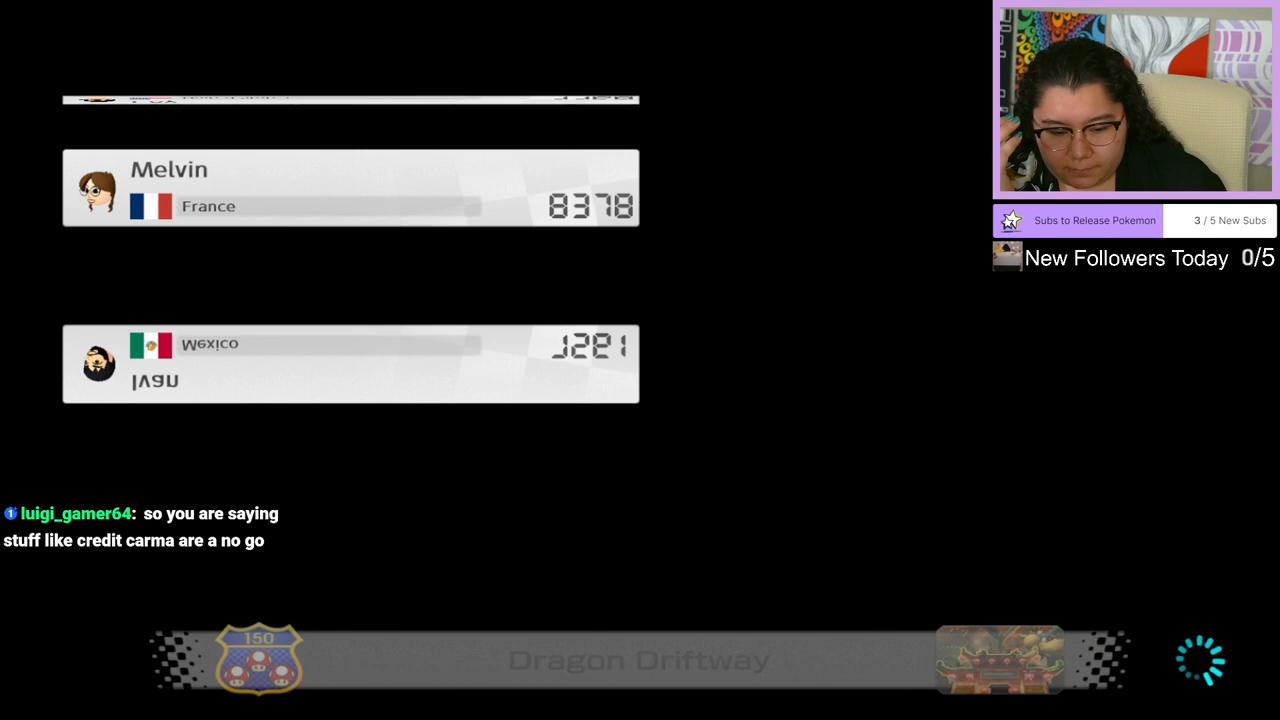 Melvin
France
8378
Mexico
Ivan
Subs to Release Pokemon
3 / 5 New Subs
New Followers Today 0/5
luigi_gamer64: so you are saying
stuff like credit carma are a no go
150
Dragon Driftway